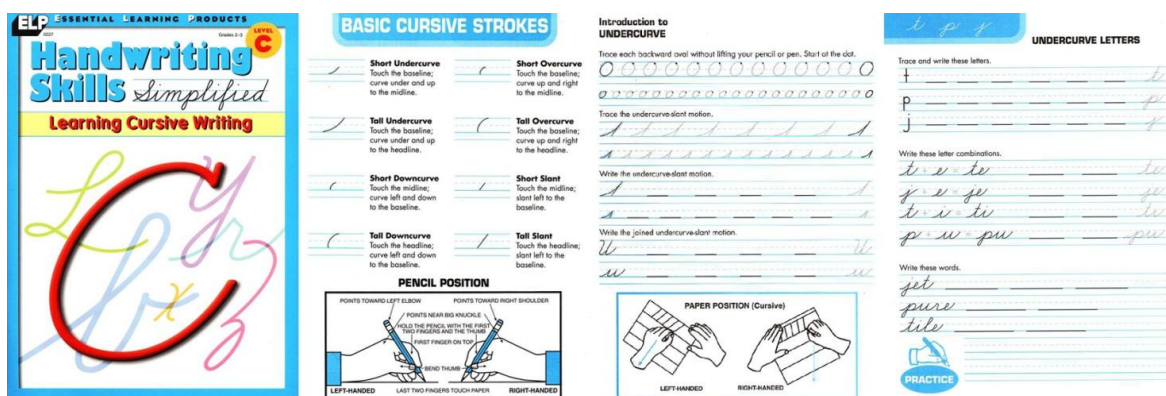 ELP ESSENTIAL LEARNING PRODUCTS
0227
Grades 2-3
LEVEL C
Handwriting
Skills Simplified
Learning Cursive Writing
C
BASIC CURSIVE STROKES
Short Undercurve
Touch the baseline;
curve under and up
to the midline.
Short Overcurve
Touch the baseline;
curve up and right
to the midline.
Tall Undercurve
Touch the baseline;
curve under and up
to the headline.
Tall Overcurve
Touch the baseline;
curve up and right
to the headline.
Short Downcurve
Touch the midline;
curve left and down
to the baseline.
Short Slant
Touch the midline;
slant left to the
baseline.
Tall Downcurve
Touch the headline;
curve left and down
to the baseline.
Tall Slant
Touch the headline;
slant left to the
baseline.
PENCIL POSITION
POINTS TOWARD LEFT ELBOW
POINTS TOWARD RIGHT SHOULDER
POINTS NEAR BIG KNUCKLE
HOLD THE PENCIL WITH THE FIRST
TWO FINGERS AND THE THUMB
FIRST FINGER ON TOP
BEND THUMB
LEFT-HANDED
LAST TWO FINGERS TOUCH PAPER
RIGHT-HANDED
Introduction to
UNDERCURVE
Trace each backward oval without lifting your pencil or pen. Start at the dot.
Trace the undercurve-slant motion.
Write the undercurve-slant motion.
Write the joined undercurve-slant motion.
PAPER POSITION (Cursive)
LEFT-HANDED
RIGHT-HANDED
t p j
UNDERCURVE LETTERS
Trace and write these letters.
t t
p p
j j
Write these letter combinations.
t + e = te te
j + e = je je
t + i = ti ti
p + u = pu pu
Write these words.
jet
pure
tile
PRACTICE